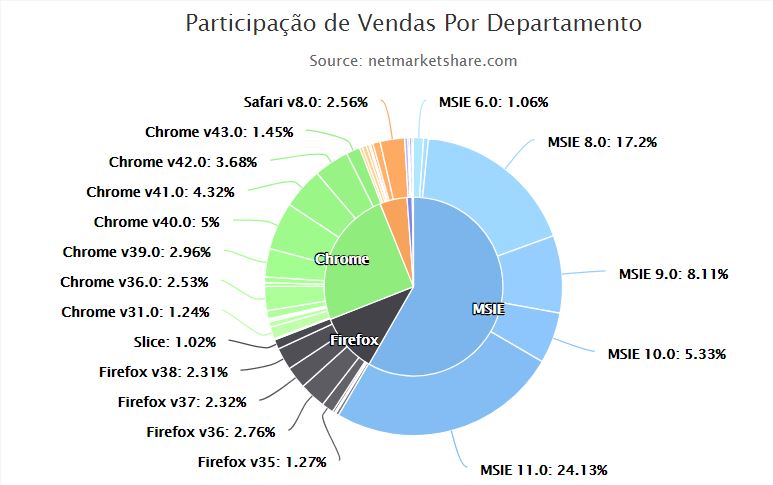 Participação de Vendas Por Departamento
Source: netmarketshare.com
Safari v8.0: 2.56%
MSIE 6.0: 1.06%
Chrome v43.0: 1.45%
MSIE 8.0: 17.2%
Chrome v42.0: 3.68%
Chrome v41.0: 4.32%
Chrome v40.0: 5%
Chrome v39.0: 2.96%
Chrome
MSIE 9.0: 8.11%
Chrome v36.0: 2.53%
Chrome v31.0: 1.24%
MSIE
Slice: 1.02%
Firefox
MSIE 10.0: 5.33%
Firefox v38: 2.31%
Firefox v37: 2.32%
Firefox v36: 2.76%
Firefox v35: 1.27%
MSIE 11.0: 24.13%